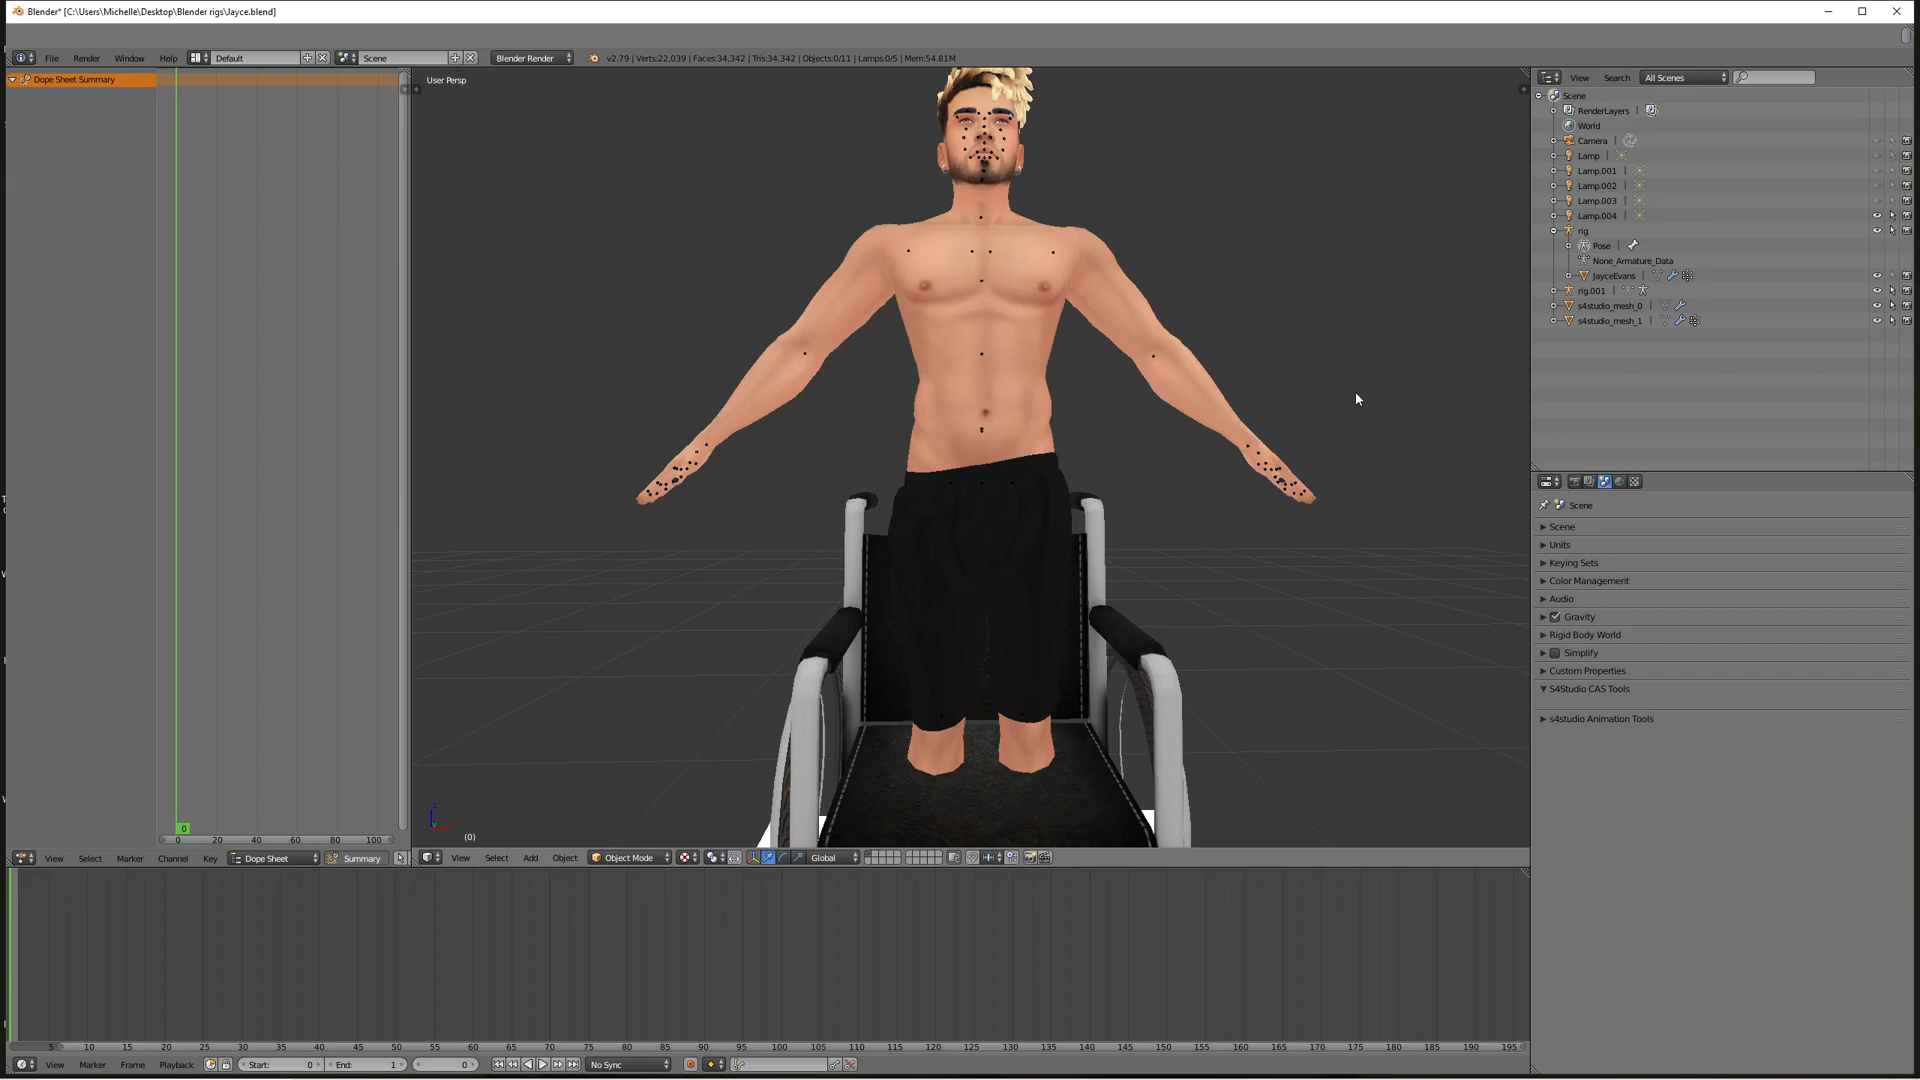 Blender* [C:\Users\Michelle\Desktop\Blender rigs\Jayce.blend]
File Render Window Help Default Scene Blender Render v2.79 | Verts:22,039 | Faces:34,342 | Tris:34,342 | Objects:0/11 | Lamps:0/5 | Mem:54.81M
Dope Sheet Summary
User Persp
View Search All Scenes
Scene
RenderLayers
World
Camera
Lamp
Lamp.001
Lamp.002
Lamp.003
Lamp.004
rig
Pose
None_Armature_Data
JayceEvans
rig.001
s4studio_mesh_0
s4studio_mesh_1
Scene
Scene
Units
Keying Sets
Color Management
Audio
Gravity
Rigid Body World
Simplify
Custom Properties
S4Studio CAS Tools
s4studio Animation Tools
0
0 20 40 60 80 100
(0)
View Select Marker Channel Key Dope Sheet Summary
View Select Add Object Object Mode Global
5 10 15 20 25 30 35 40 45 50 55 60 65 70 75 80 85 90 95 100 105 110 115 120 125 130 135 140 145 150 155 160 165 170 175 180 185 190 195
View Marker Frame Playback Start: 0 End: 1 0 No Sync